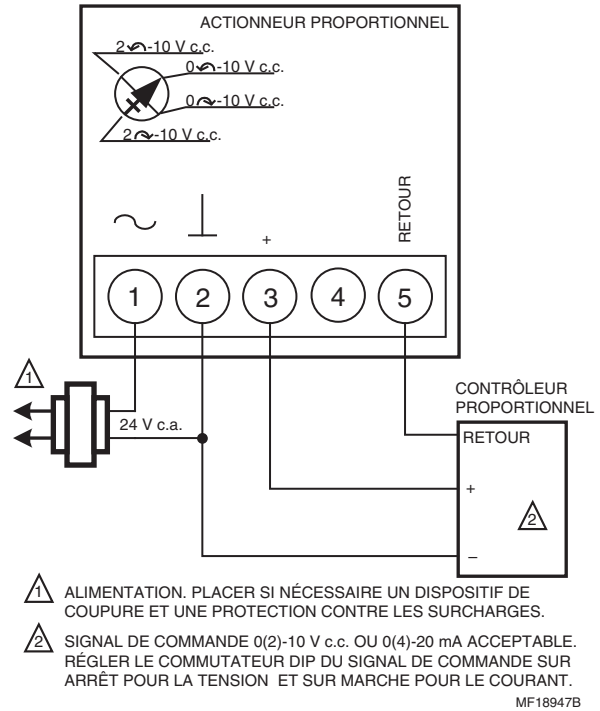 ACTIONNEUR PROPORTIONNEL
2↶-10 V c.c.
0↶-10 V c.c.
0↷-10 V c.c.
2↷-10 V c.c.
RETOUR
+
1 2 3 4 5
1
24 V c.a.
CONTRÔLEUR
PROPORTIONNEL
RETOUR
+
2
–
1 ALIMENTATION. PLACER SI NÉCESSAIRE UN DISPOSITIF DE
COUPURE ET UNE PROTECTION CONTRE LES SURCHARGES.
2 SIGNAL DE COMMANDE 0(2)-10 V c.c. OU 0(4)-20 mA ACCEPTABLE.
RÉGLER LE COMMUTATEUR DIP DU SIGNAL DE COMMANDE SUR
ARRÊT POUR LA TENSION ET SUR MARCHE POUR LE COURANT.
MF18947B